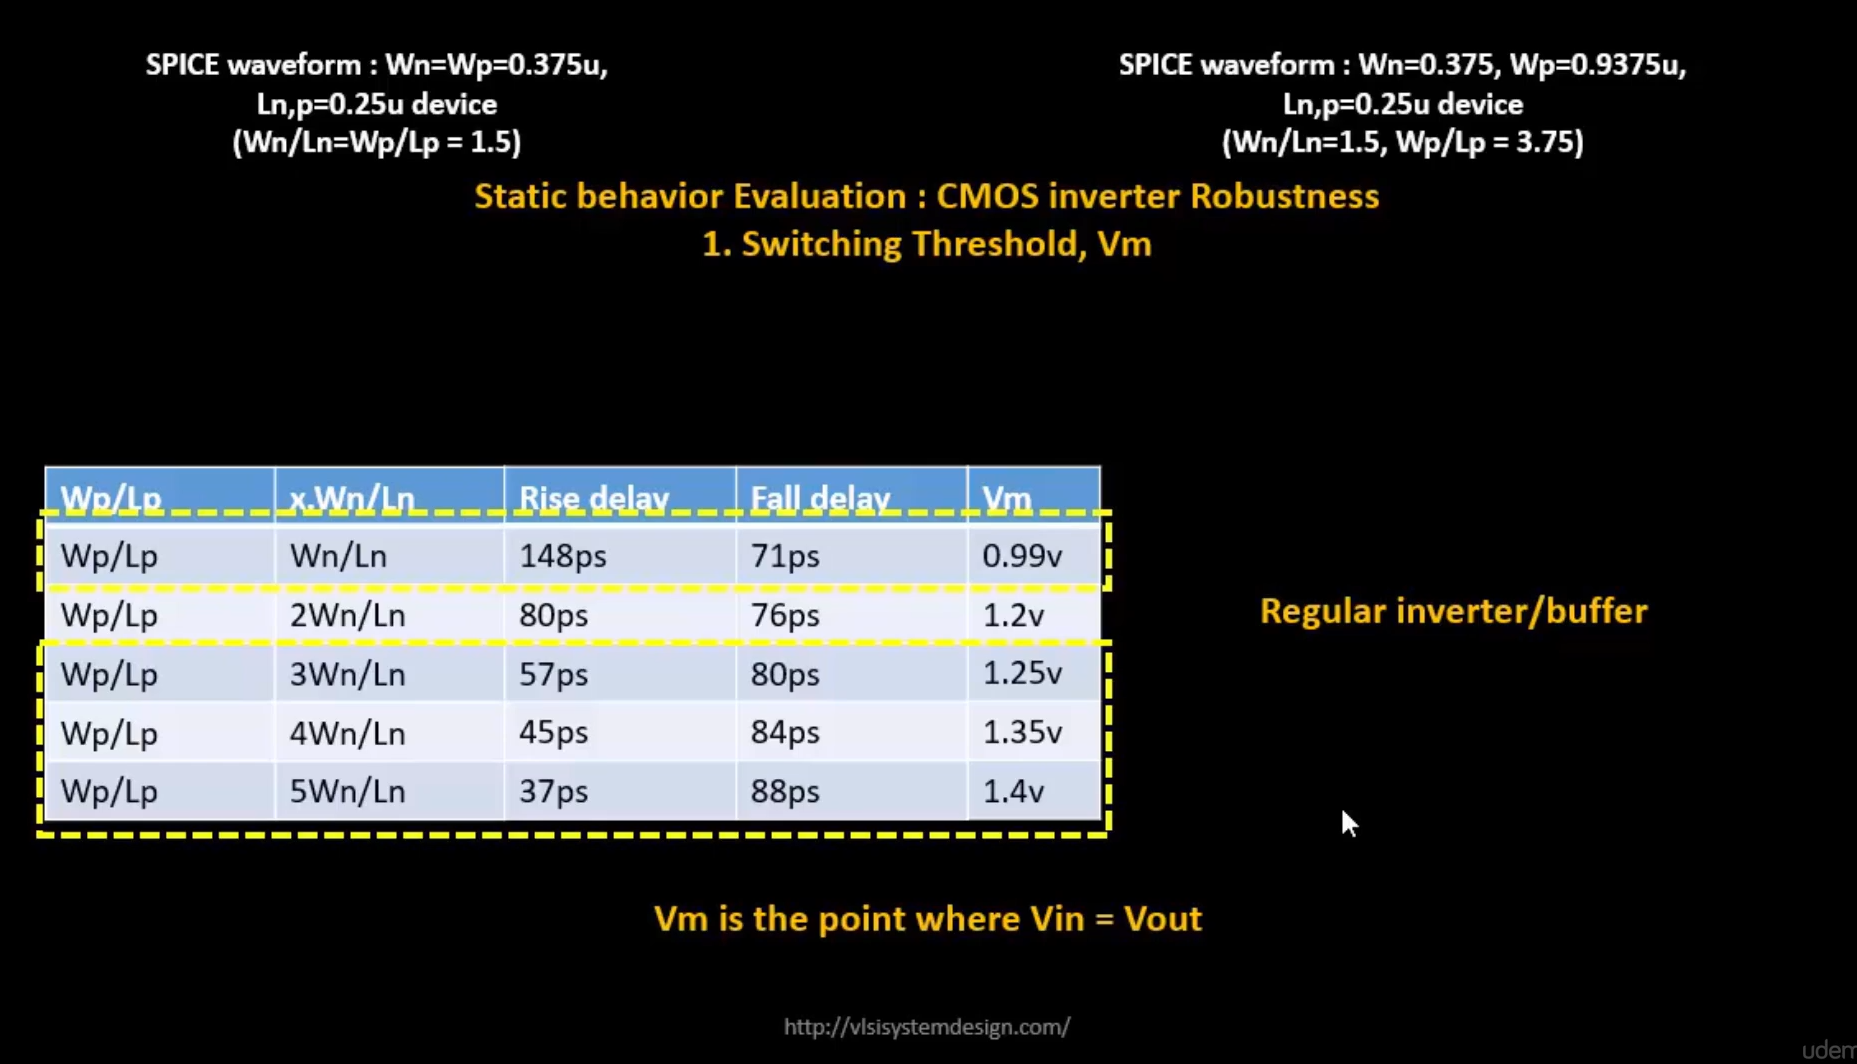 SPICE waveform : Wn=Wp=0.375u,
Ln,p=0.25u device
(Wn/Ln=Wp/Lp = 1.5)
SPICE waveform : Wn=0.375, Wp=0.9375u,
Ln,p=0.25u device
(Wn/Ln=1.5, Wp/Lp = 3.75)
Static behavior Evaluation : CMOS inverter Robustness
1. Switching Threshold, Vm
Wp/Lp x.Wn/Ln Rise delay Fall delay Vm
Wp/Lp Wn/Ln 148ps 71ps 0.99v
Wp/Lp 2Wn/Ln 80ps 76ps 1.2v
Wp/Lp 3Wn/Ln 57ps 80ps 1.25v
Wp/Lp 4Wn/Ln 45ps 84ps 1.35v
Wp/Lp 5Wn/Ln 37ps 88ps 1.4v
Regular inverter/buffer
Vm is the point where Vin = Vout
http://vlsisystemdesign.com/
udem